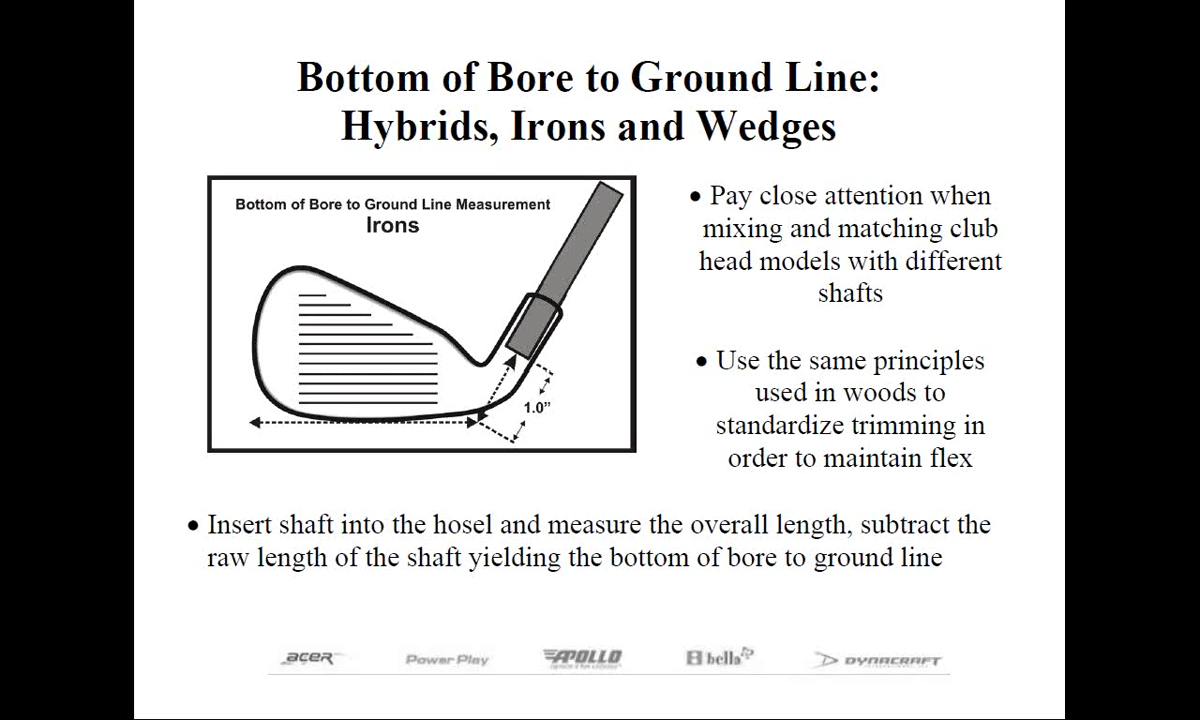 Bottom of Bore to Ground Line:
Hybrids, Irons and Wedges
Bottom of Bore to Ground Line Measurement
Irons
1.0”
• Pay close attention when
mixing and matching club
head models with different
shafts
• Use the same principles
used in woods to
standardize trimming in
order to maintain flex
• Insert shaft into the hosel and measure the overall length, subtract the
raw length of the shaft yielding the bottom of bore to ground line
acer Power Play APOLLO bella DYNACRAFT